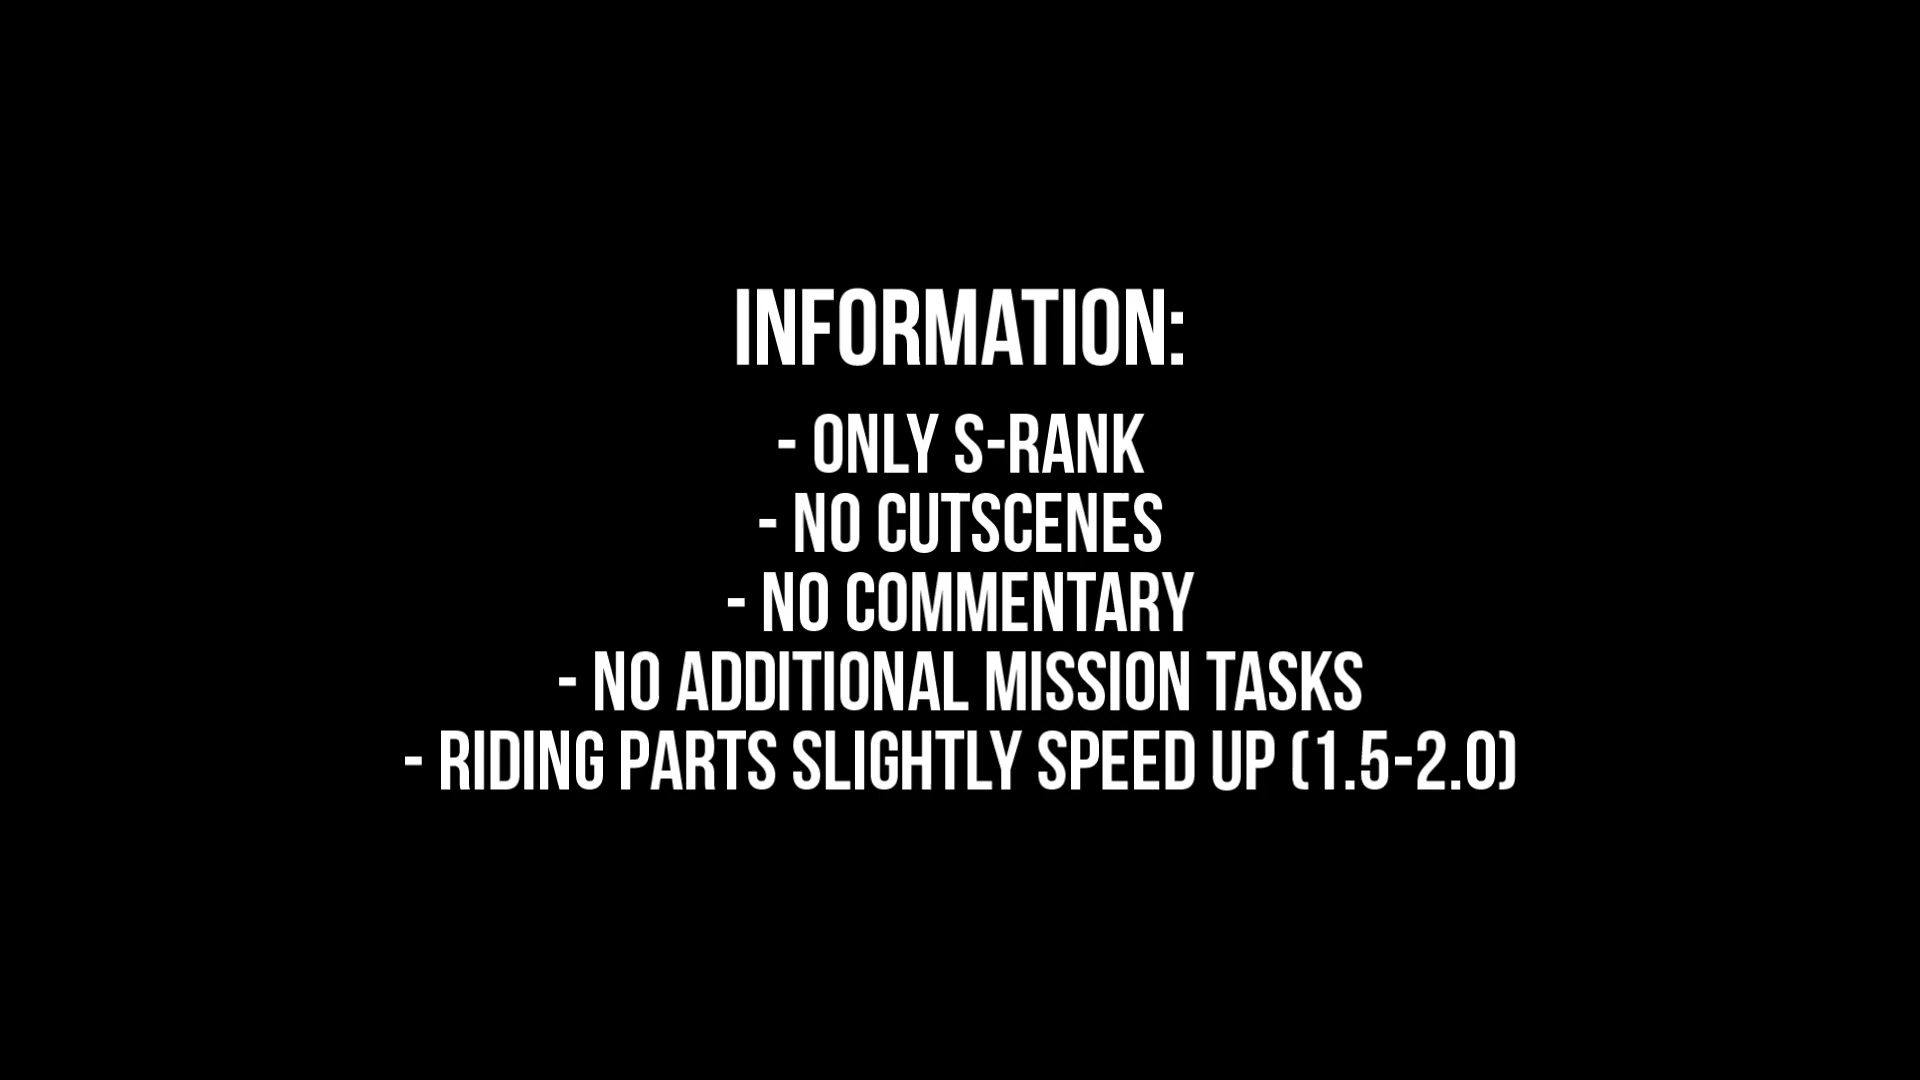 INFORMATION:
- ONLY S-RANK
- NO CUTSCENES
- NO COMMENTARY
- NO ADDITIONAL MISSION TASKS
- RIDING PARTS SLIGHTLY SPEED UP (1.5-2.0)